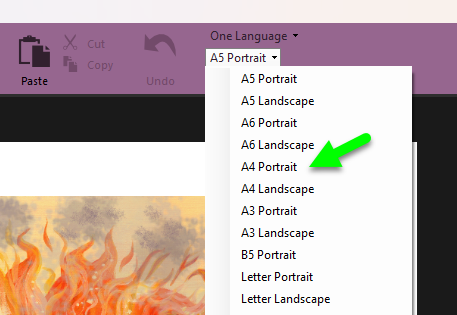 One Language
Cut
Copy
Paste
Undo
A5 Portrait
A5 Portrait
A5 Landscape
A6 Portrait
A6 Landscape
A4 Portrait
A4 Landscape
A3 Portrait
A3 Landscape
B5 Portrait
Letter Portrait
Letter Landscape